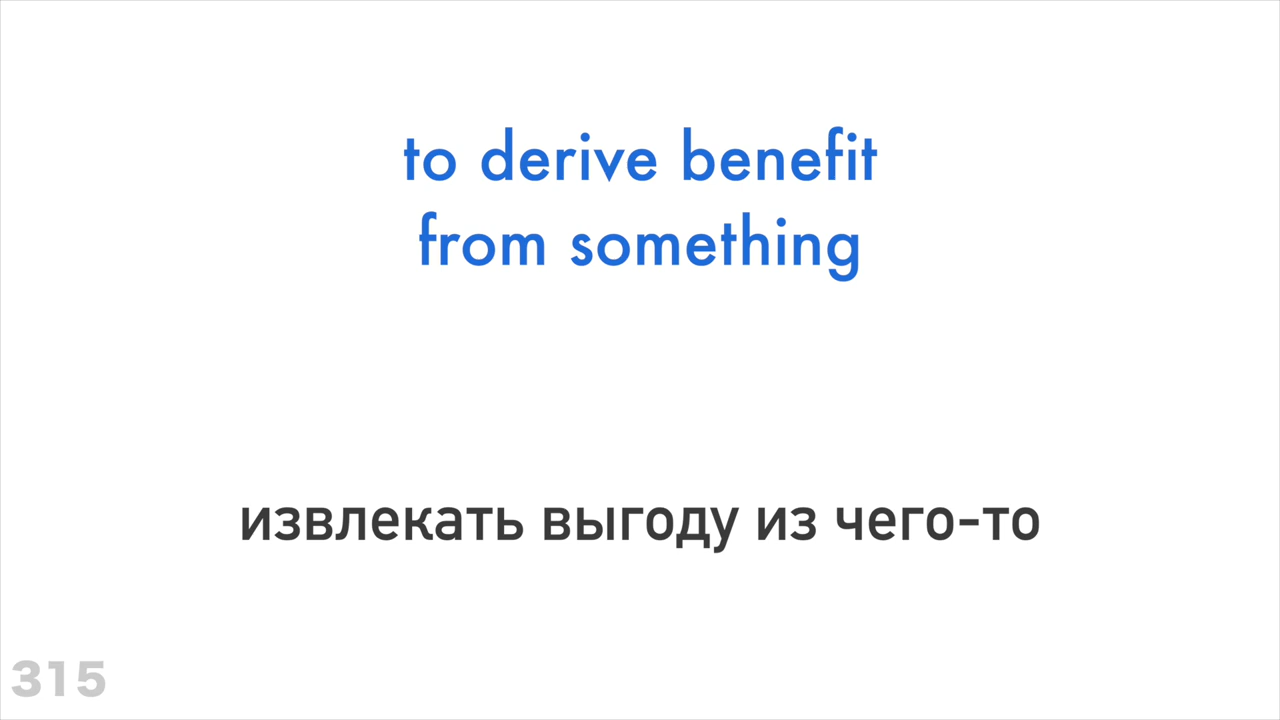 to derive benefit
from something
извлекать выгоду из чего-то
315